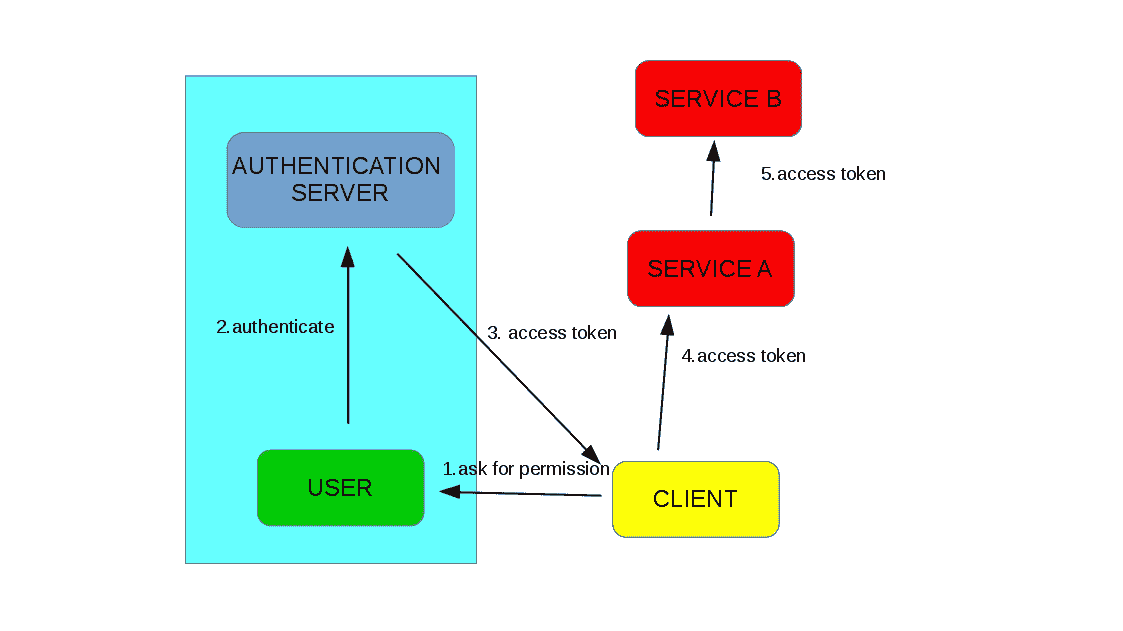 SERVICE B
AUTHENTICATION
SERVER
5.access token
SERVICE A
2.authenticate
3. access token
4.access token
1.ask for permission
USER
CLIENT